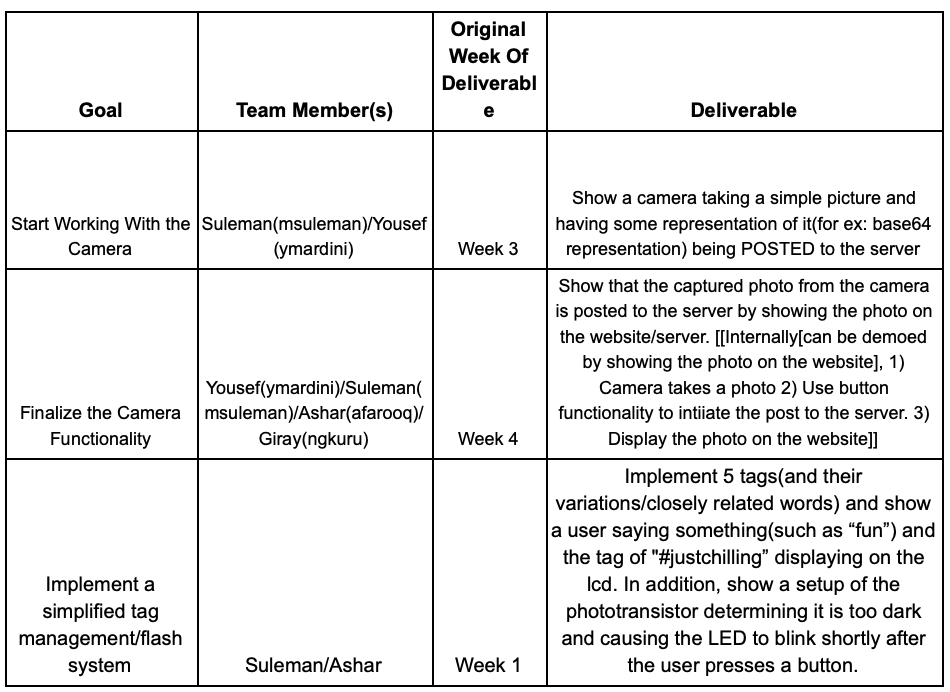 Goal
Team Member(s)
Original
Week Of
Deliverabl
e
Deliverable
Start Working With the
Camera
Suleman(msuleman)/Yousef
(ymardini)
Week 3
Show a camera taking a simple picture and
having some representation of it(for ex: base64
representation) being POSTED to the server
Finalize the Camera
Functionality
Yousef(ymardini)/Suleman(
msuleman)/Ashar(afarooq)/
Giray(ngkuru)
Week 4
Show that the captured photo from the camera
is posted to the server by showing the photo on
the website/server. [[Internally[can be demoed
by showing the photo on the website], 1)
Camera takes a photo 2) Use button
functionality to intiiate the post to the server. 3)
Display the photo on the website]]
Implement a
simplified tag
management/flash
system
Suleman/Ashar
Week 1
Implement 5 tags(and their
variations/closely related words) and show
a user saying something(such as “fun”) and
the tag of "#justchilling” displaying on the
lcd. In addition, show a setup of the
phototransistor determining it is too dark
and causing the LED to blink shortly after
the user presses a button.